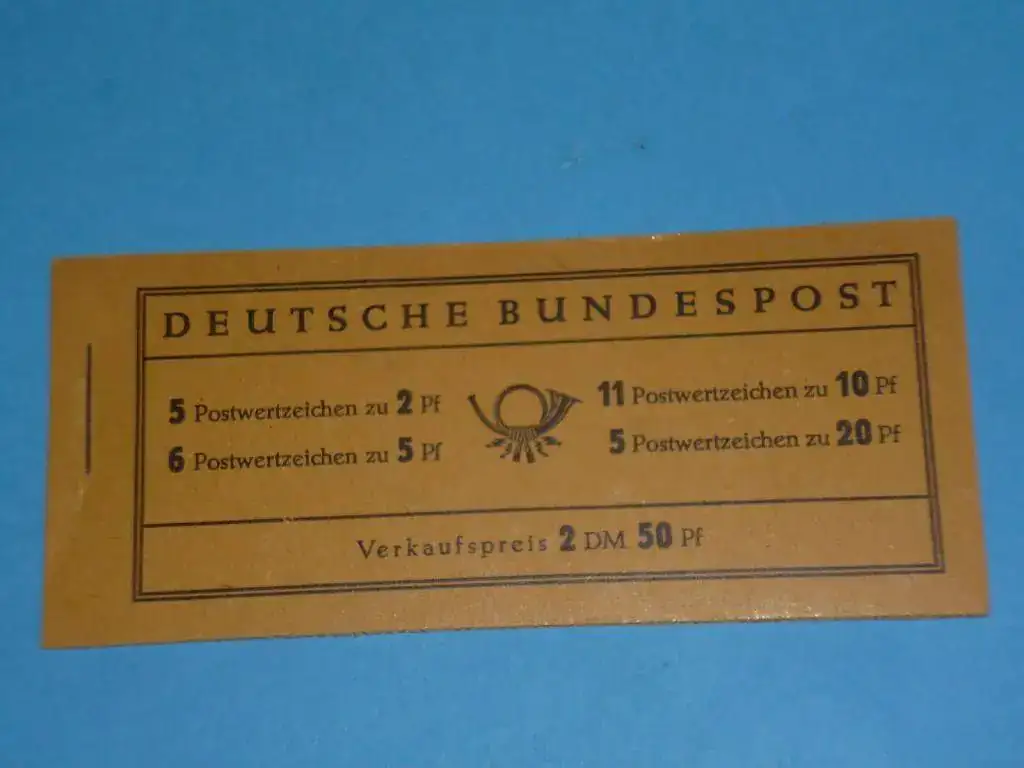 DEUTSCHE BUNDESPOST
5 Postwertzeichen zu 2 Pf
6 Postwertzeichen zu 5 Pf
11 Postwertzeichen zu 10 Pf
5 Postwertzeichen zu 20 Pf
Verkaufspreis 2 DM 50 Pf